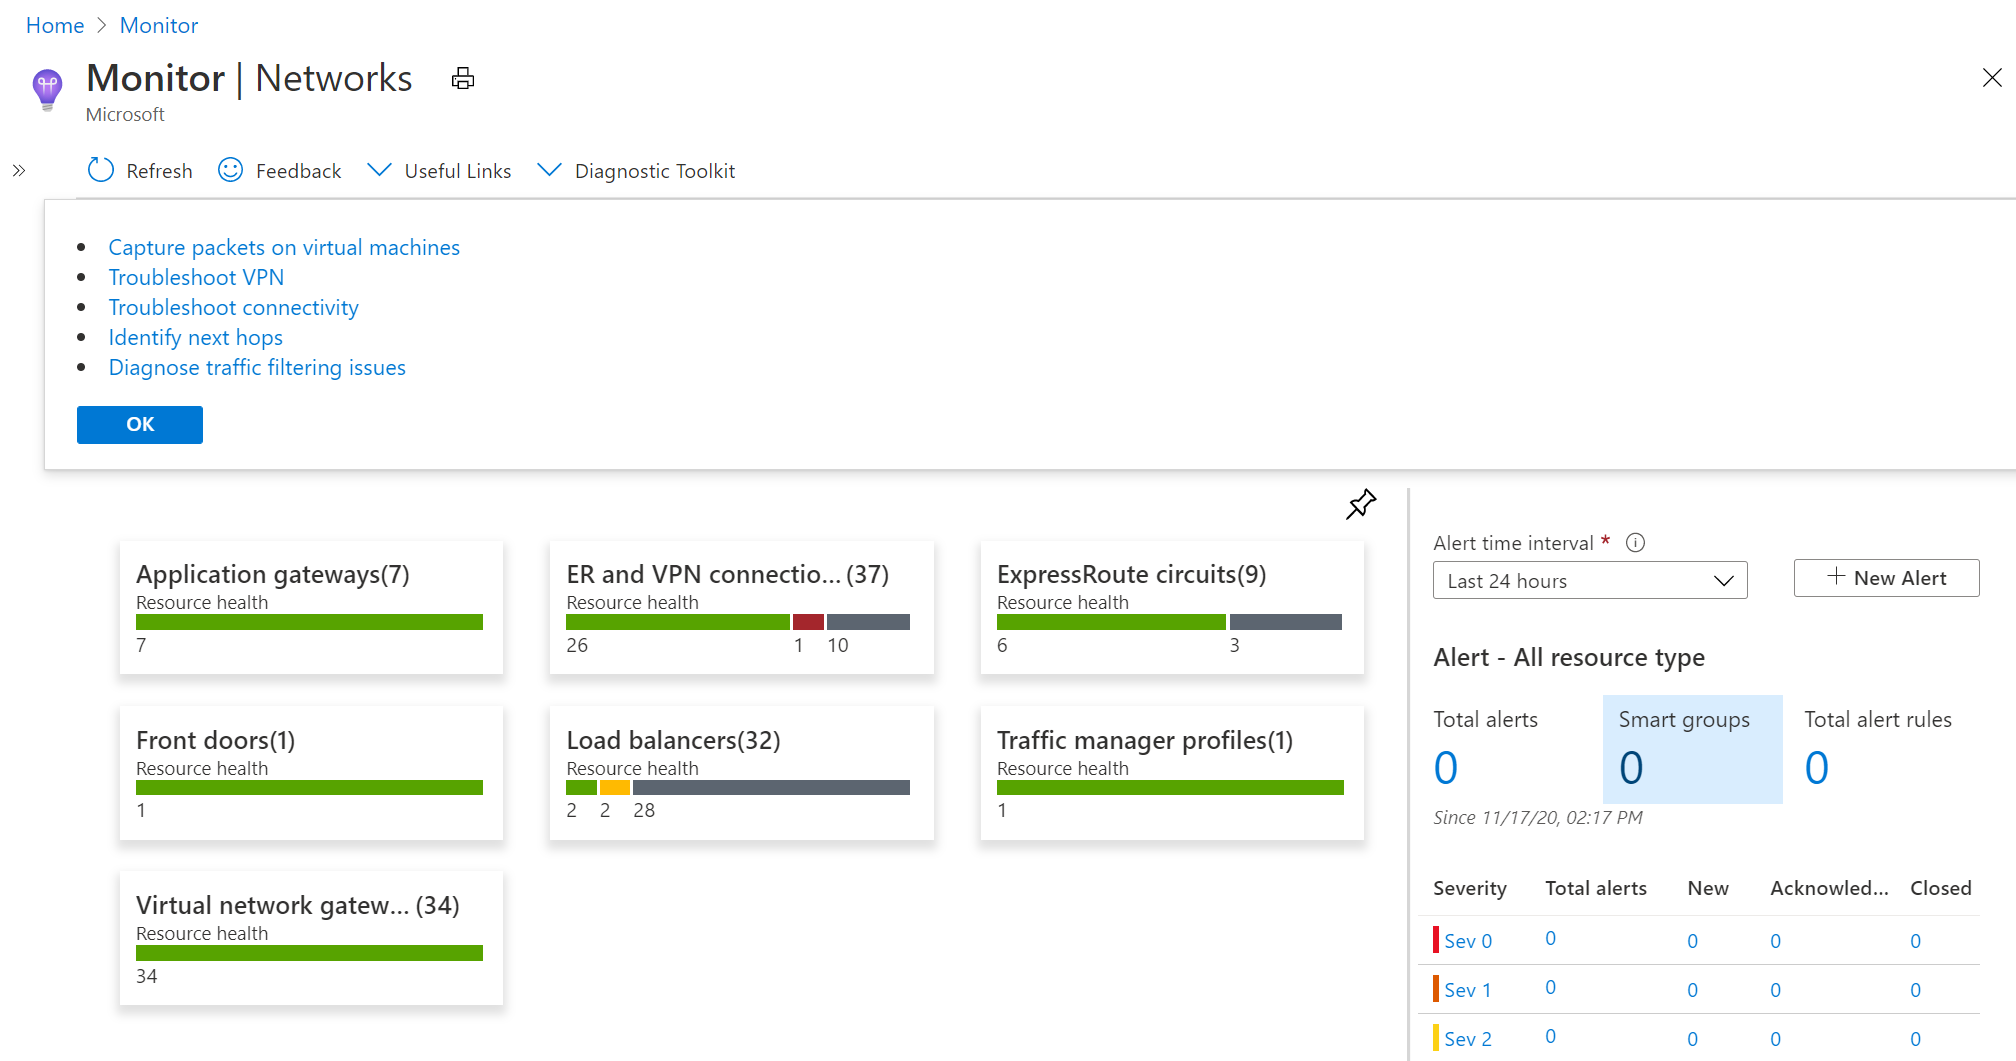 Home > Monitor
Monitor | Networks
Microsoft
» Refresh Feedback Useful Links Diagnostic Toolkit
• Capture packets on virtual machines
• Troubleshoot VPN
• Troubleshoot connectivity
• Identify next hops
• Diagnose traffic filtering issues
OK
Application gateways(7)
Resource health
7
ER and VPN connectio... (37)
Resource health
26 1 10
ExpressRoute circuits(9)
Resource health
6 3
Front doors(1)
Resource health
1
Load balancers(32)
Resource health
2 2 28
Traffic manager profiles(1)
Resource health
1
Virtual network gatew... (34)
Resource health
34
Alert time interval *
Last 24 hours
+ New Alert
Alert - All resource type
Total alerts Smart groups Total alert rules
0 0 0
Since 11/17/20, 02:17 PM
Severity Total alerts New Acknowled... Closed
Sev 0 0 0 0 0
Sev 1 0 0 0 0
Sev 2 0 0 0 0